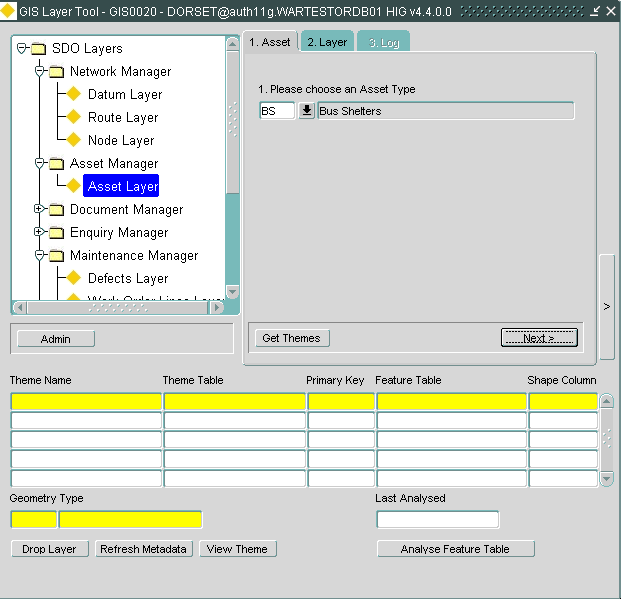 GIS Layer Tool - GIS0020 - DORSET@auth11g.WARTESTORDB01 HIG v4.4.0.0
SDO Layers
Network Manager
Datum Layer
Route Layer
Node Layer
Asset Manager
Asset Layer
Document Manager
Enquiry Manager
Maintenance Manager
Defects Layer
Work Order Lines Layer
Admin
1. Asset
2. Layer
3. Log
1. Please choose an Asset Type
BS
Bus Shelters
Get Themes
Next >
>
Theme Name
Theme Table
Primary Key
Feature Table
Shape Column
Geometry Type
Last Analysed
Drop Layer
Refresh Metadata
View Theme
Analyse Feature Table